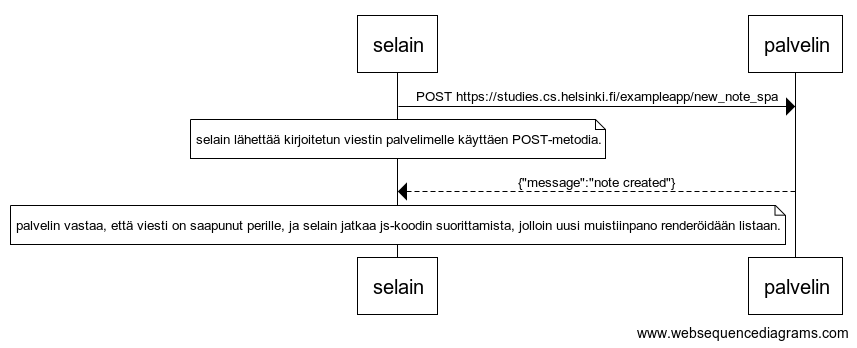 selain
palvelin
POST https://studies.cs.helsinki.fi/exampleapp/new_note_spa
selain lähettää kirjoitetun viestin palvelimelle käyttäen POST-metodia.
{"message":"note created"}
palvelin vastaa, että viesti on saapunut perille, ja selain jatkaa js-koodin suorittamista, jolloin uusi muistiinpano renderöidään listaan.
selain
palvelin
www.websequencediagrams.com